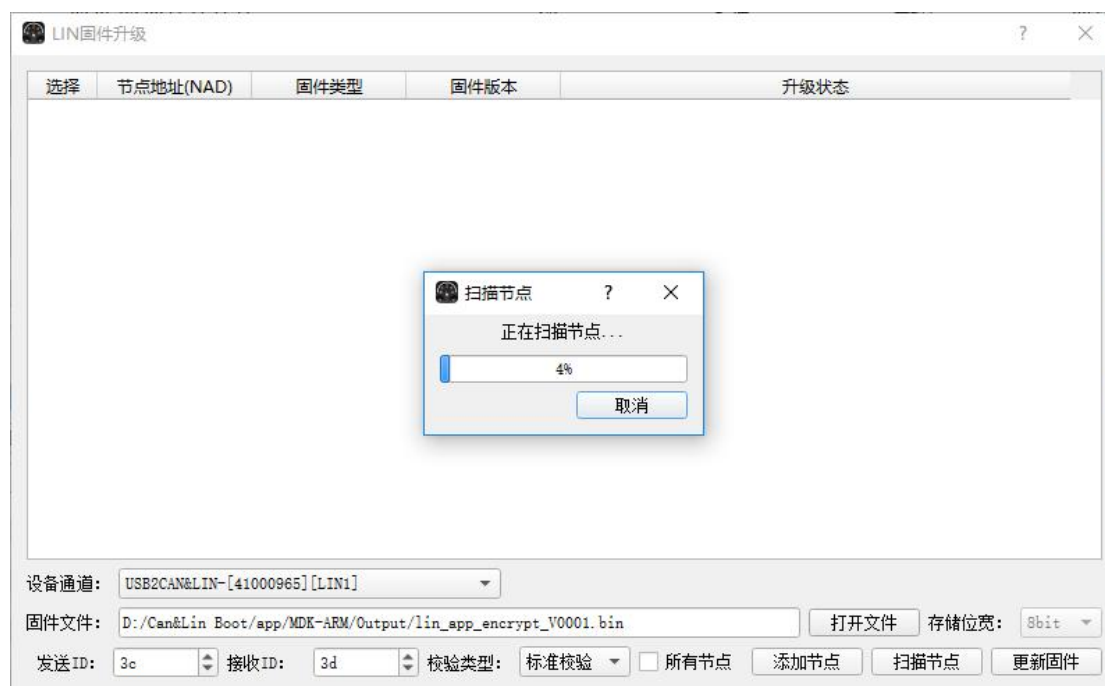 LIN固件升级 ?
选择 节点地址(NAD) 固件类型 固件版本 升级状态
扫描节点 ?
正在扫描节点...
4%
取消
设备通道: USB2CAN&LIN-[41000965][LIN1]
固件文件: D:/Can&Lin Boot/app/MDK-ARM/Output/lin_app_encrypt_V0001.bin 打开文件 存储位宽: 8bit
发送ID: 3c 接收ID: 3d 校验类型: 标准校验 所有节点 添加节点 扫描节点 更新固件